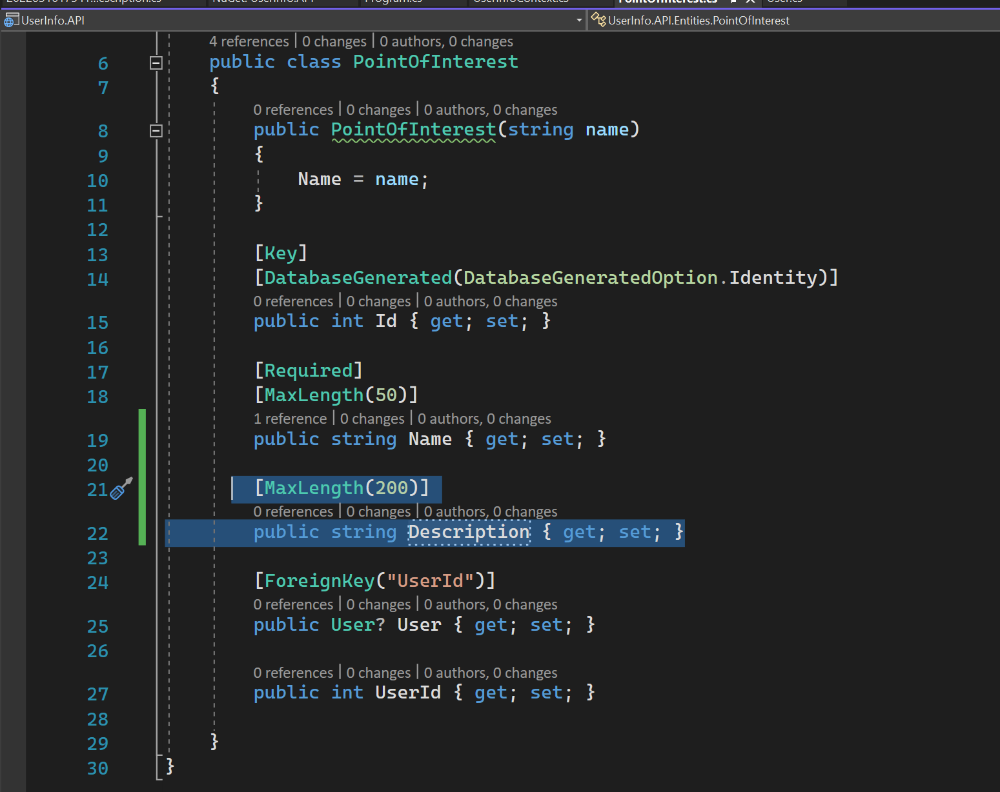 UserInfo.API UserInfo.API.Entities.PointOfInterest
4 references | 0 changes | 0 authors, 0 changes
6 public class PointOfInterest
7 {
0 references | 0 changes | 0 authors, 0 changes
8 public PointOfInterest(string name)
9 {
10 Name = name;
11 }
12
13 [Key]
14 [DatabaseGenerated(DatabaseGeneratedOption.Identity)]
0 references | 0 changes | 0 authors, 0 changes
15 public int Id { get; set; }
16
17 [Required]
18 [MaxLength(50)]
1 reference | 0 changes | 0 authors, 0 changes
19 public string Name { get; set; }
20
21 [MaxLength(200)]
0 references | 0 changes | 0 authors, 0 changes
22 public string Description { get; set; }
23
24 [ForeignKey("UserId")]
0 references | 0 changes | 0 authors, 0 changes
25 public User? User { get; set; }
26
0 references | 0 changes | 0 authors, 0 changes
27 public int UserId { get; set; }
28
29 }
30 }